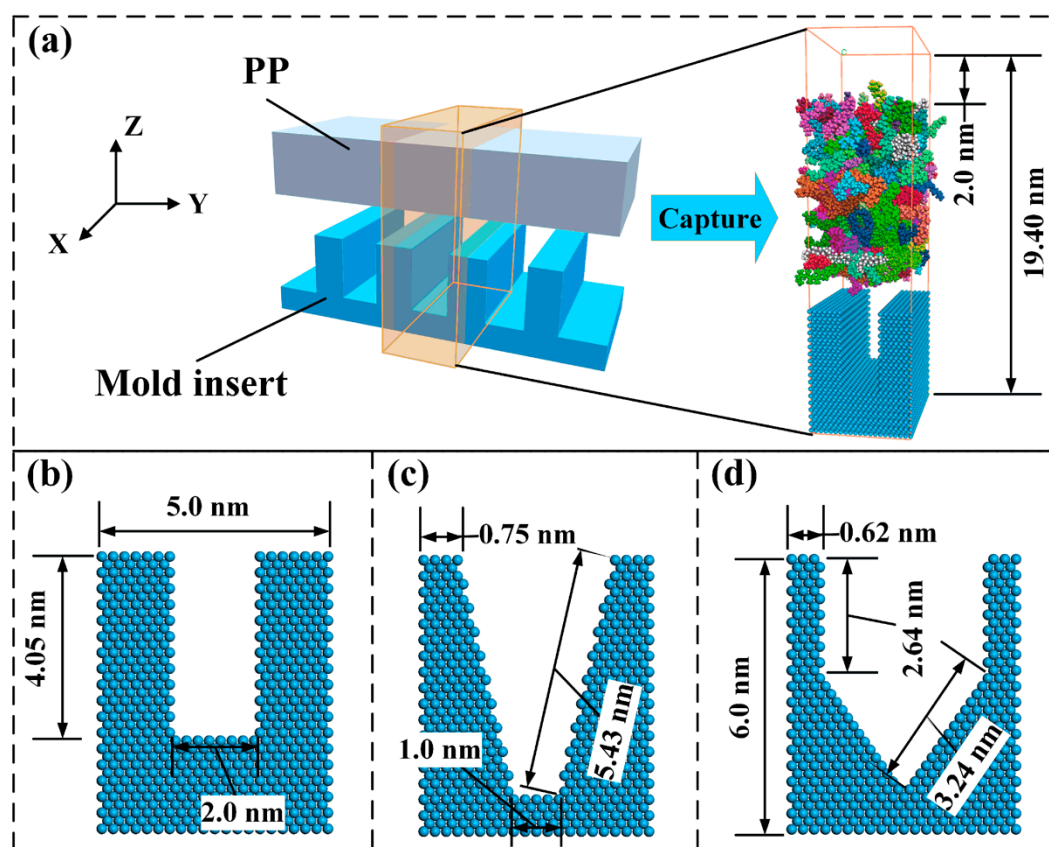 (a)
PP
Z
Y
X
Capture
2.0 nm
19.40 nm
Mold insert
(b)
5.0 nm
4.05 nm
2.0 nm
(c)
0.75 nm
5.43 nm
1.0 nm
(d)
0.62 nm
2.64 nm
6.0 nm
3.24 nm